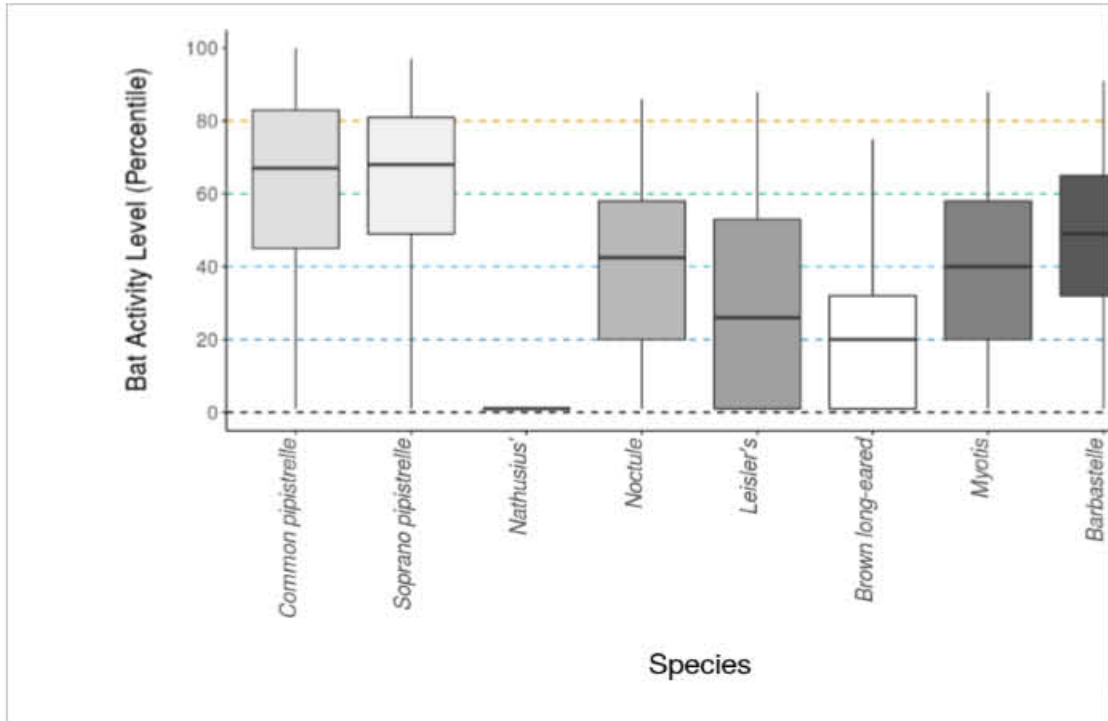 Bat Activity Level (Percentile)
100
80
60
40
20
0
Common pipistrelle
Soprano pipistrelle
Nathusius'
Noctule
Leisler's
Brown long-eared
Myotis
Barbastelle
Species